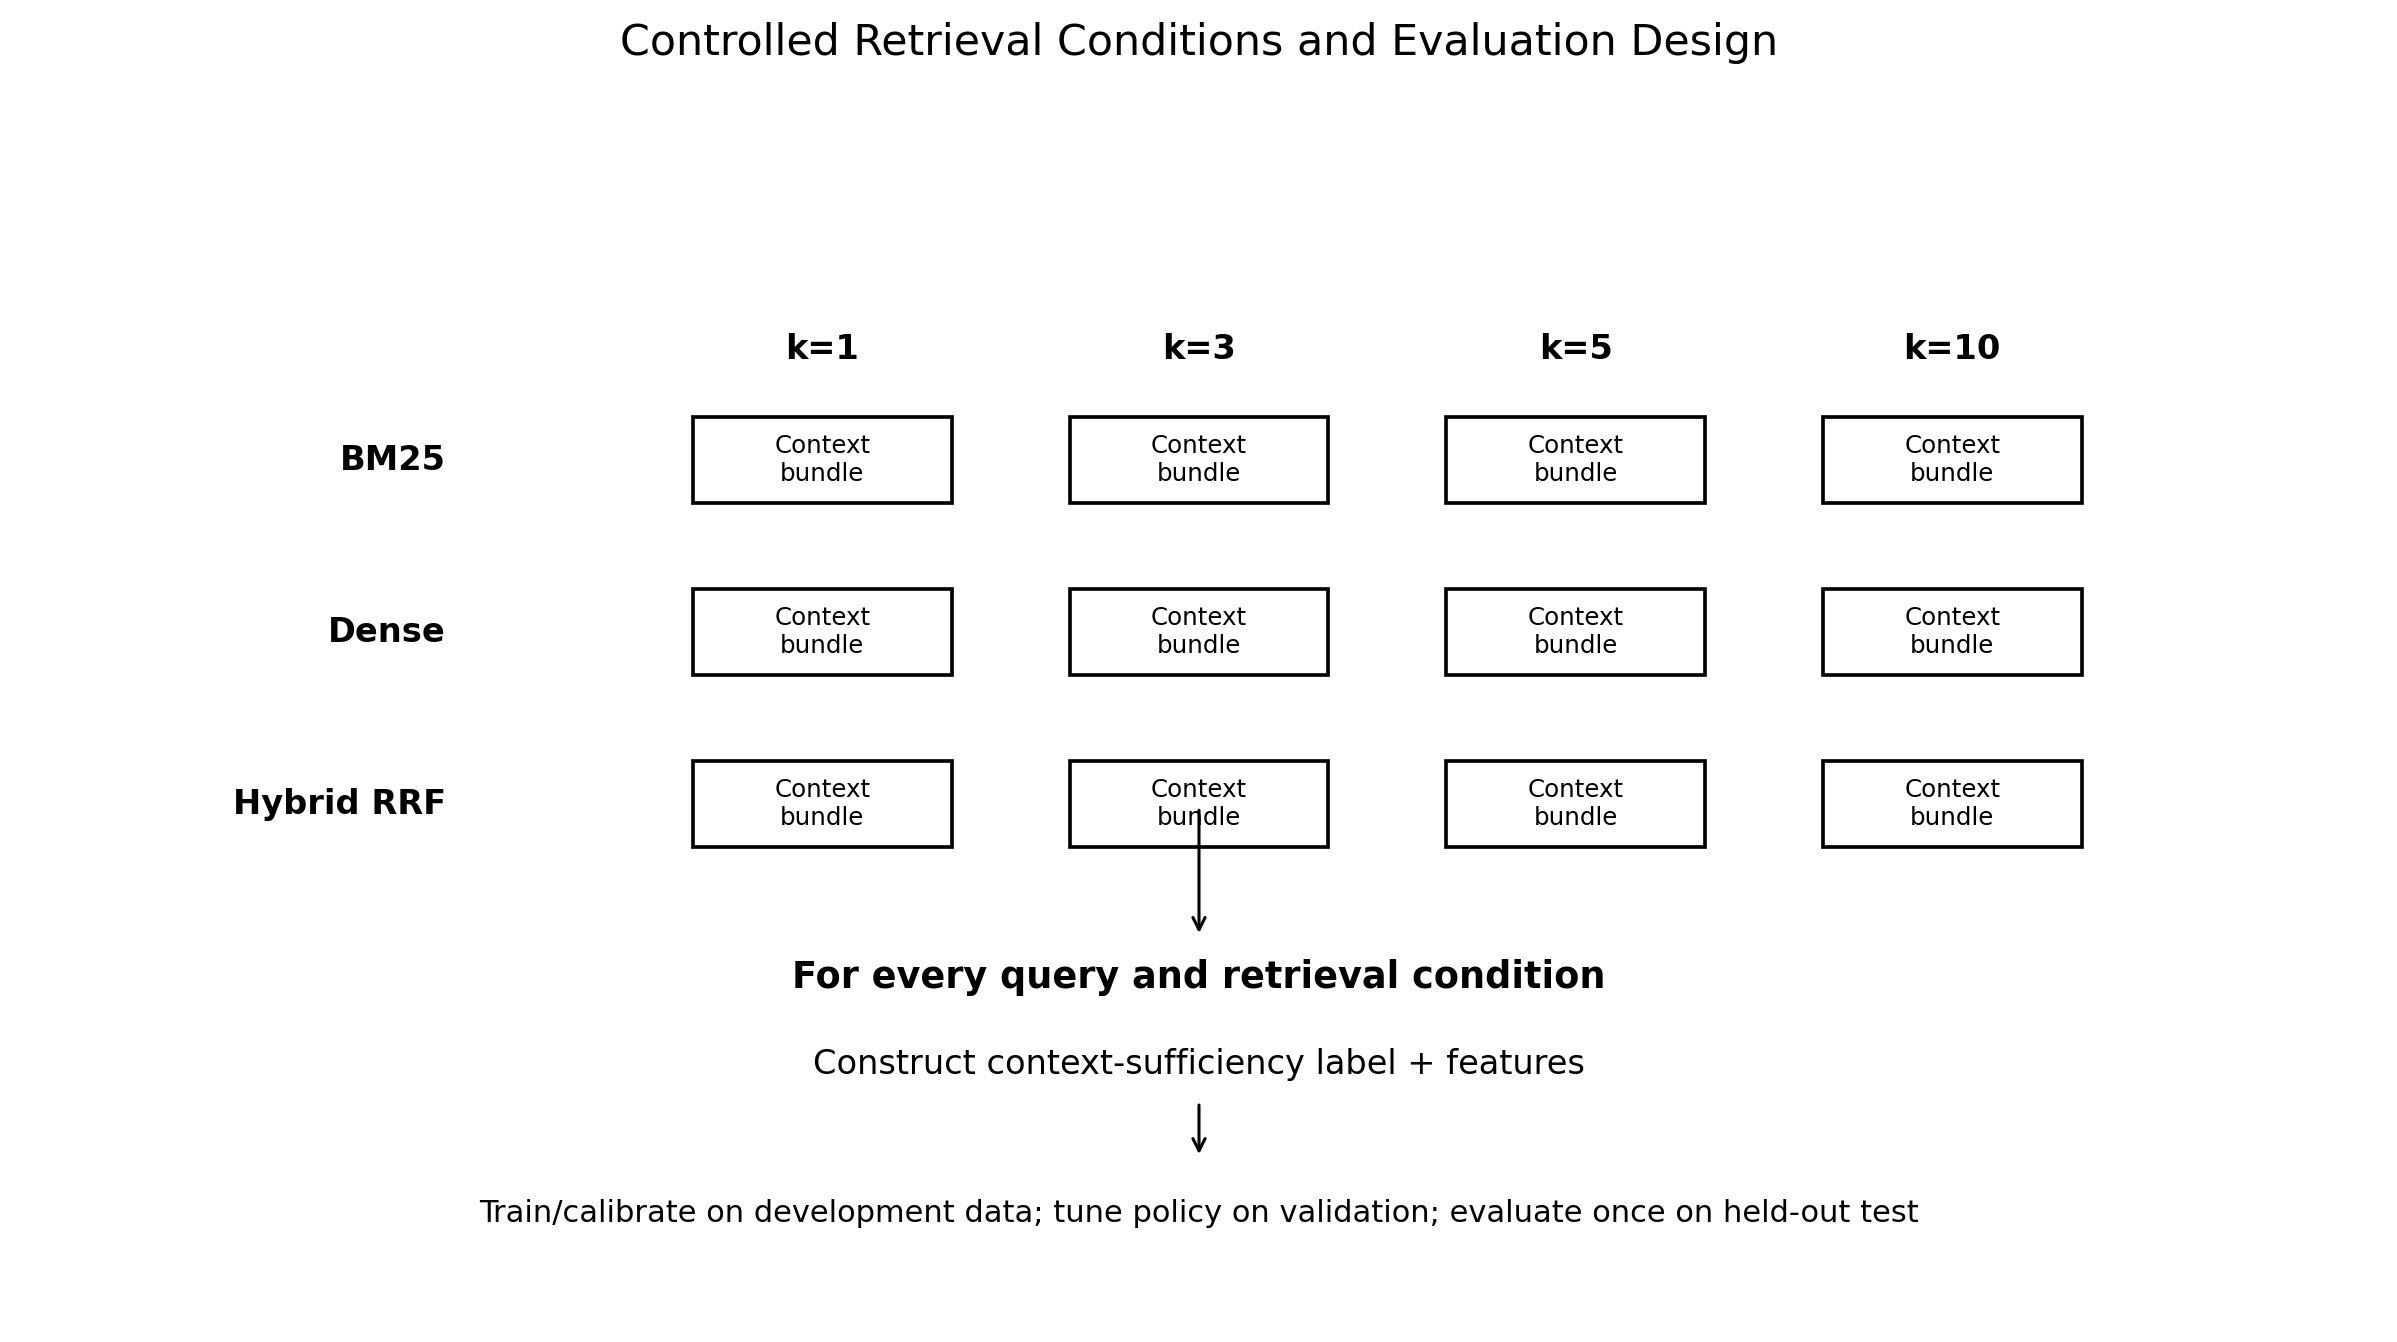 Controlled Retrieval Conditions and Evaluation Design
k=1
k=3
k=5
k=10
BM25
Context
bundle
Context
bundle
Context
bundle
Context
bundle
Dense
Context
bundle
Context
bundle
Context
bundle
Context
bundle
Hybrid RRF
Context
bundle
Context
bundle
Context
bundle
Context
bundle
For every query and retrieval condition
Construct context-sufficiency label + features
Train/calibrate on development data; tune policy on validation; evaluate once on held-out test